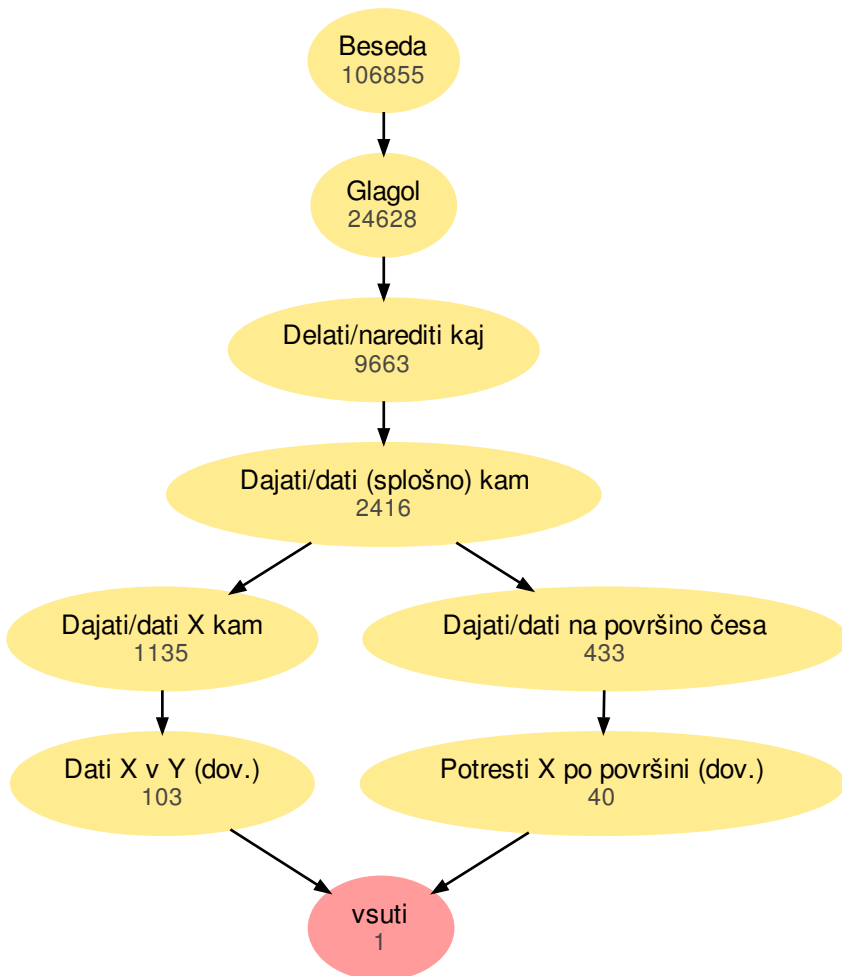 Beseda
106855
Glagol
24628
Delati/narediti kaj
9663
Dajati/dati (splošno) kam
2416
Dajati/dati X kam
1135
Dajati/dati na površino česa
433
Dati X v Y (dov.)
103
Potresti X po površini (dov.)
40
vsuti
1